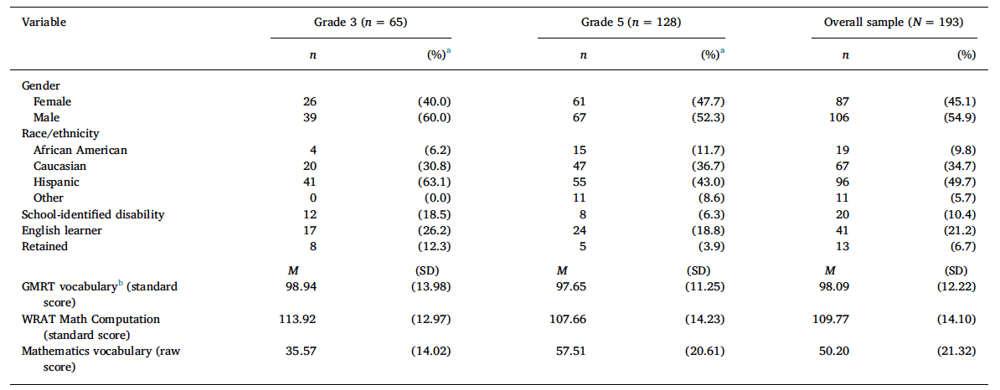 Variable Grade 3 (n = 65) Grade 5 (n = 128) Overall sample (N = 193)
n (%)a n (%)a n (%)
Gender
Female 26 (40.0) 61 (47.7) 87 (45.1)
Male 39 (60.0) 67 (52.3) 106 (54.9)
Race/ethnicity
African American 4 (6.2) 15 (11.7) 19 (9.8)
Caucasian 20 (30.8) 47 (36.7) 67 (34.7)
Hispanic 41 (63.1) 55 (43.0) 96 (49.7)
Other 0 (0.0) 11 (8.6) 11 (5.7)
School-identified disability 12 (18.5) 8 (6.3) 20 (10.4)
English learner 17 (26.2) 24 (18.8) 41 (21.2)
Retained 8 (12.3) 5 (3.9) 13 (6.7)
M (SD) M (SD) M (SD)
GMRT vocabularyb (standard 98.94 (13.98) 97.65 (11.25) 98.09 (12.22)
score)
WRAT Math Computation 113.92 (12.97) 107.66 (14.23) 109.77 (14.10)
(standard score)
Mathematics vocabulary (raw 35.57 (14.02) 57.51 (20.61) 50.20 (21.32)
score)